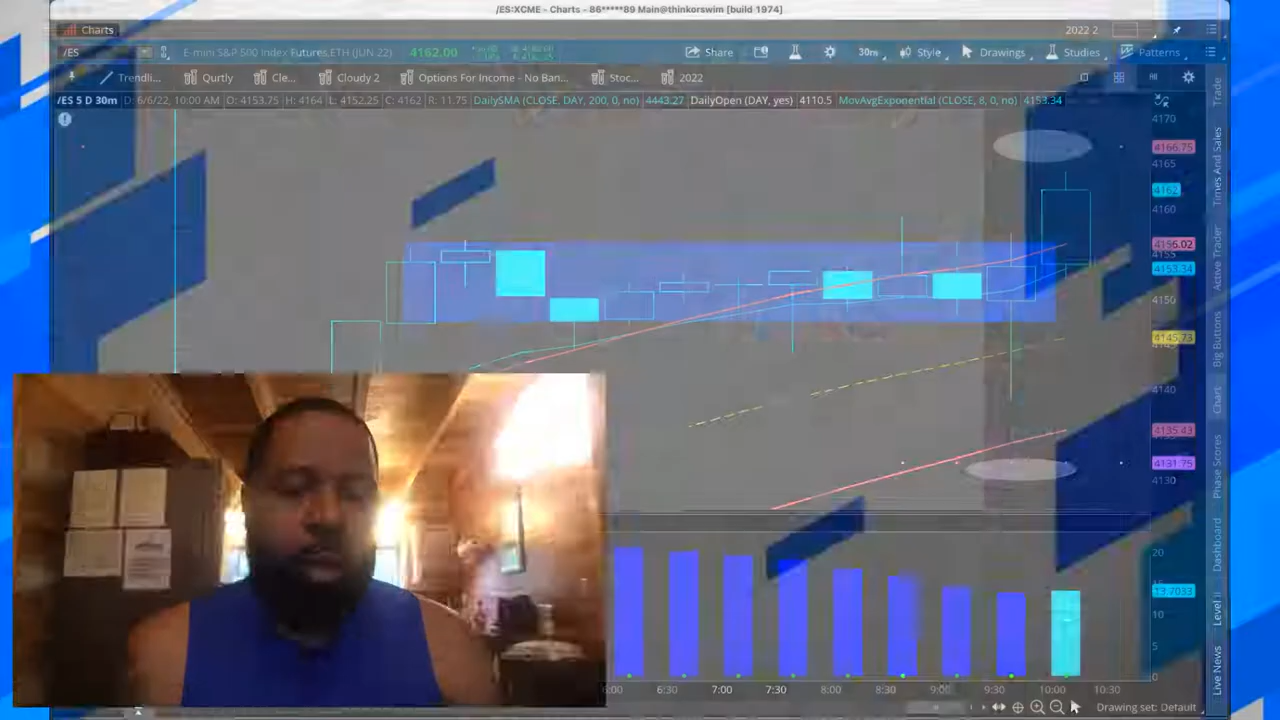 /ES:XCME - Charts - 86*****89 Main@thinkorswim [build 1974]
Charts
2022 2
/ES
E-mini S&P 500 Index Futures,ETH (JUN 22)
4162.00
Share
30m
Style
Drawings
Studies
Patterns
Trendli...
Qurtly
Cle...
Cloudy 2
Options For Income - No Ban...
Stoc...
2022
/ES 5 D 30m
D: 6/6/22, 10:00 AM
O: 4153.75
H: 4164
L: 4152.25
C: 4162
R: 11.75
DailySMA (CLOSE, DAY, 200, 0, no)
4443.27
DailyOpen (DAY, yes)
4110.5
MovAvgExponential (CLOSE, 8, 0, no)
4153.34
4170
4166.75
4165
4162
4160
4156.02
4155
4153.34
4150
4145.73
4140
4135.43
4131.75
4130
20
13.7033
10
5
0
6:00
6:30
7:00
7:30
8:00
8:30
9:00
9:30
10:00
10:30
Drawing set: Default
Trade
Times And Sales
Active Trader
Big Buttons
Chart
Phase Scores
Dashboard
Level II
Live News